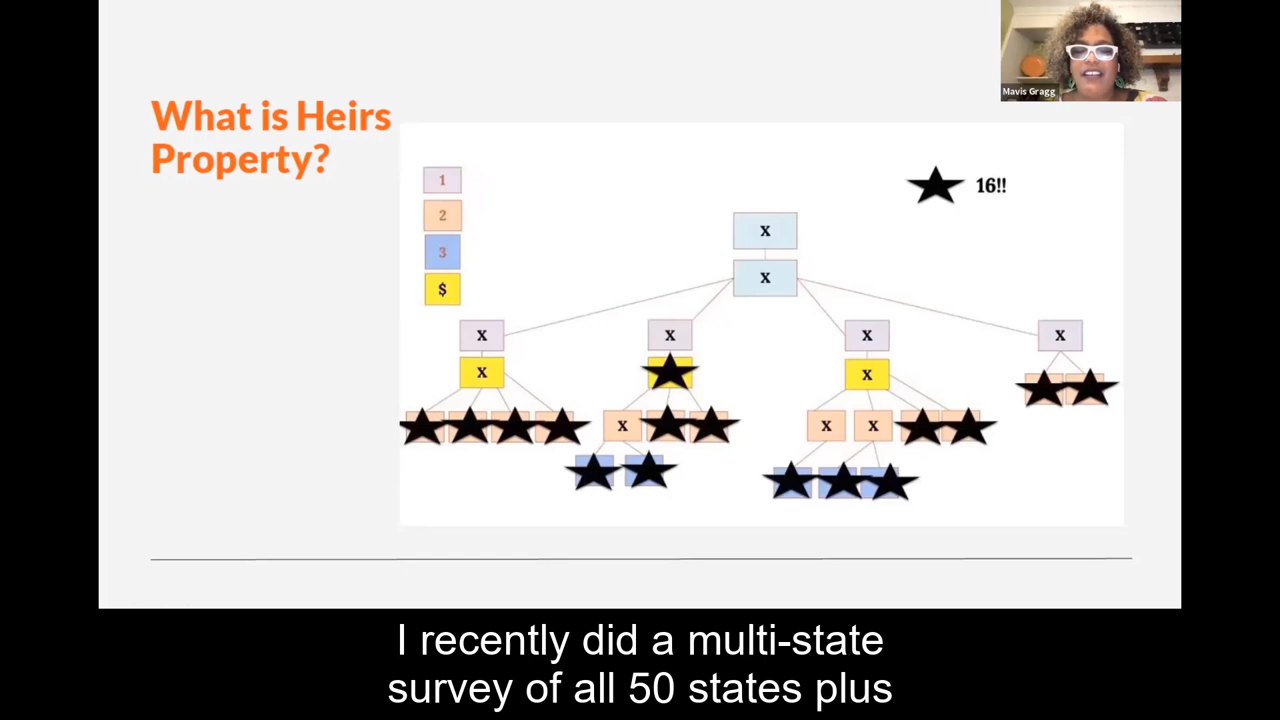 Mavis Gragg
What is Heirs
Property?
1
2
3
$
16!!
x
x
x
x
x
x
x
x
x
x
x
I recently did a multi-state
survey of all 50 states plus